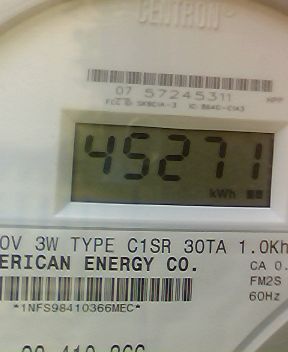 CENTRON
07 57245311
45271
kWh
0V 3W TYPE C1SR 30TA 1.0Kh
ERICAN ENERGY CO.
CA 0.
FM2S
60Hz
*1NFS98410366MEC*